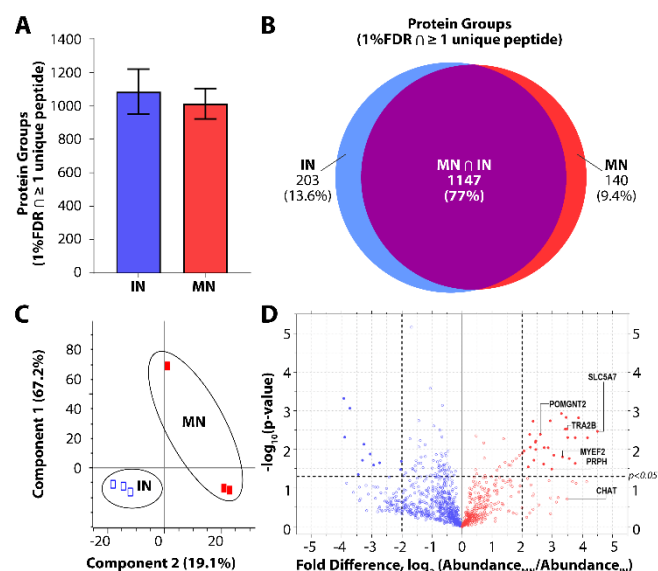 A
Protein Groups
(1%FDR ∩ ≥ 1 unique peptide)
1400
1200
1000
800
600
400
200
0
IN
MN
B
Protein Groups
(1%FDR ∩ ≥ 1 unique peptide)
IN
203
(13.6%)
MN ∩ IN
1147
(77%)
MN
140
(9.4%)
C
Component 1 (67.2%)
80
60
40
20
0
-20
MN
IN
-20
0
20
Component 2 (19.1%)
D
-log₁₀(p-value)
5
4
3
2
1
0
5
4
3
2
1
0
SLC5A7
POMGNT2
TRA2B
MYEF2
PRPH
p<0.05
CHAT
-5
-4
-3
-2
-1
0
1
2
3
4
5
Fold Difference, log₂ (Abundance
/Abundance